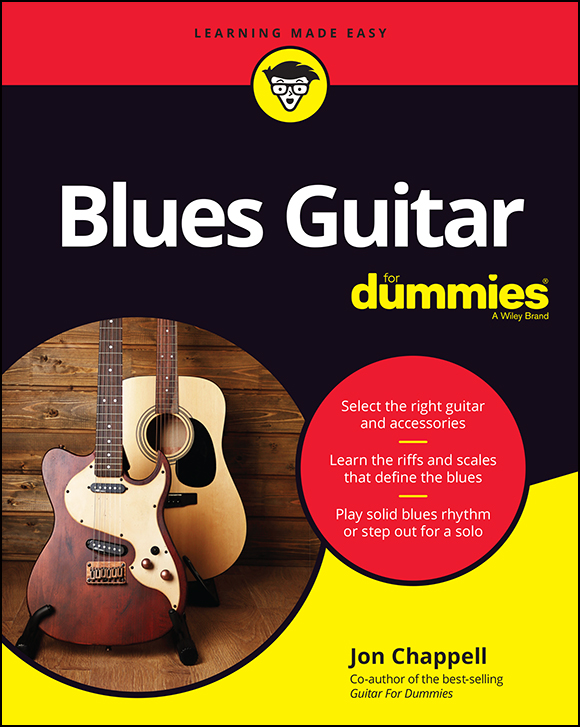 LEARNING MADE EASY
Blues Guitar
for
dummies®
A Wiley Brand
Select the right guitar
and accessories
Learn the riffs and scales
that define the blues
Play solid blues rhythm
or step out for a solo
Jon Chappell
Co-author of the best-selling
Guitar For Dummies